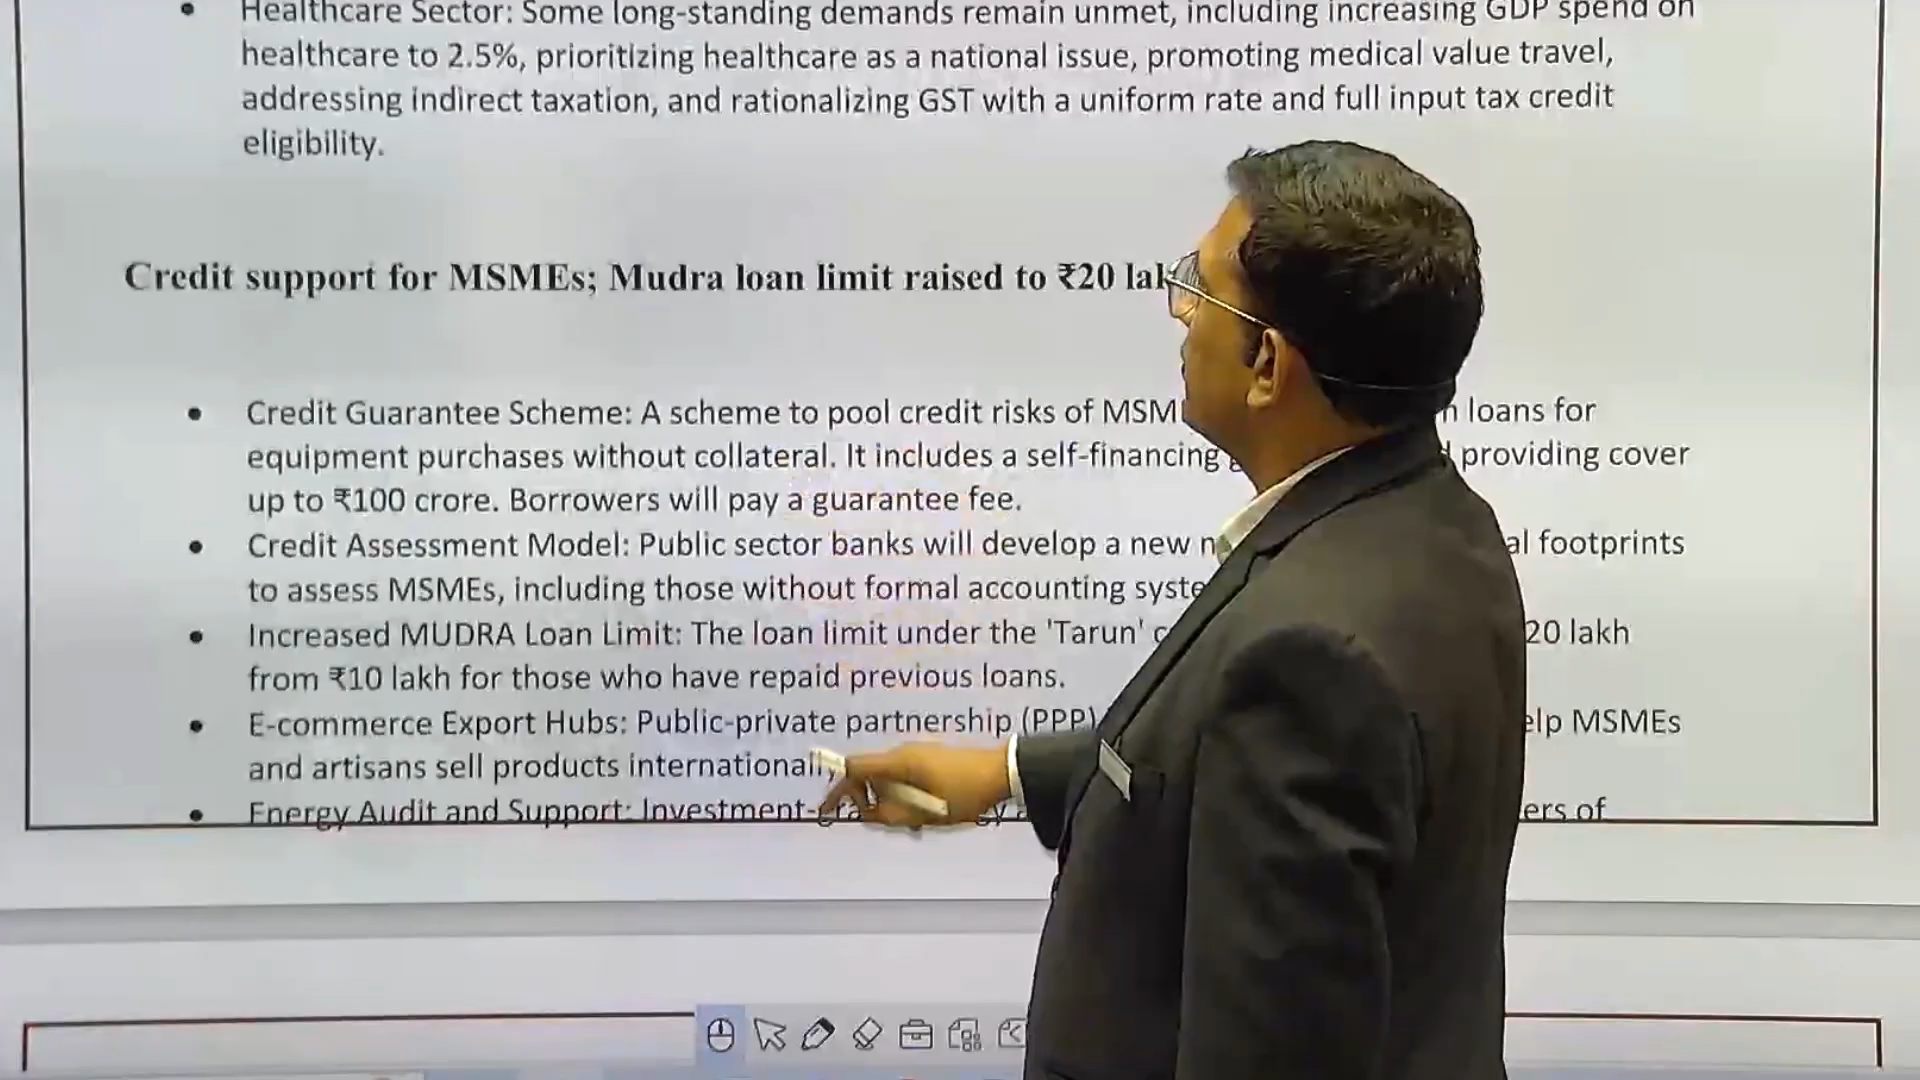 Healthcare Sector: Some long-standing demands remain unmet, including increasing GDP spend on
healthcare to 2.5%, prioritizing healthcare as a national issue, promoting medical value travel,
addressing indirect taxation, and rationalizing GST with a uniform rate and full input tax credit
eligibility.
Credit support for MSMEs; Mudra loan limit raised to ₹20
Credit Guarantee Scheme: A scheme to pool credit risks of loans for
equipment purchases without collateral. It includes a self-financing providing cover
up to ₹100 crore. Borrowers will pay a guarantee fee.
Credit Assessment Model: Public sector banks will develop a new footprints
to assess MSMEs, including those without formal accounting
Increased MUDRA Loan Limit: The loan limit under the 'Tarun' 20 lakh
from ₹10 lakh for those who have repaid previous loans.
E-commerce Export Hubs: Public-private partnership (PPP) MSMEs
and artisans sell products internationally
Energy Audit and Support: Investment- of